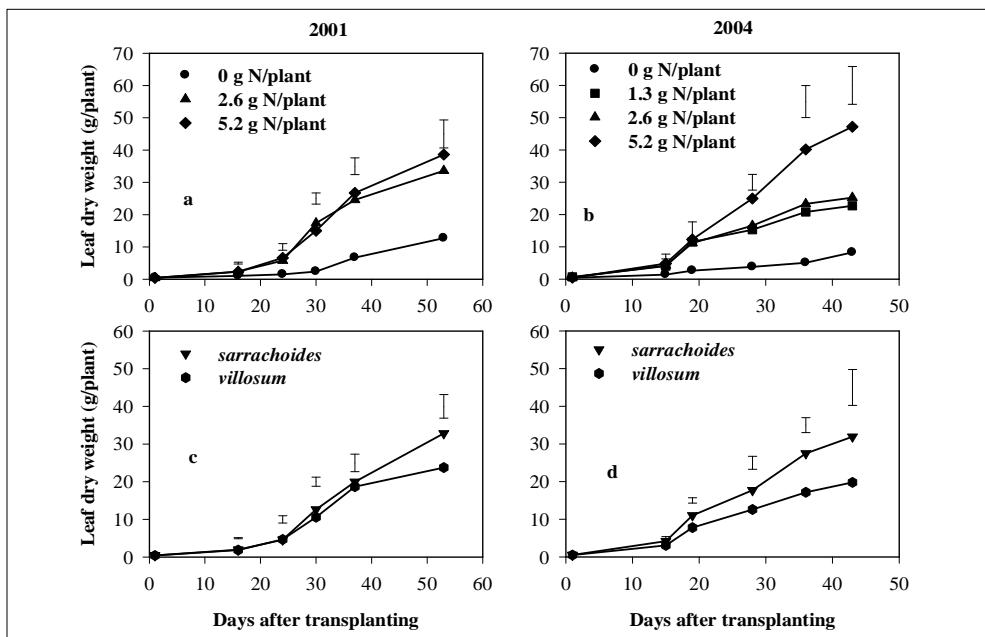 2001
2004
Leaf dry weight (g/plant)
70
60
50
40
30
20
10
0
0 g N/plant
2.6 g N/plant
5.2 g N/plant
a
0 10 20 30 40 50 60
70
60
50
40
30
20
10
0
0 g N/plant
1.3 g N/plant
2.6 g N/plant
5.2 g N/plant
b
0 10 20 30 40 50
Leaf dry weight (g/plant)
60
50
40
30
20
10
0
sarrachoides
villosum
c
0 10 20 30 40 50 60
Days after transplanting
60
50
40
30
20
10
0
sarrachoides
villosum
d
0 10 20 30 40 50
Days after transplanting